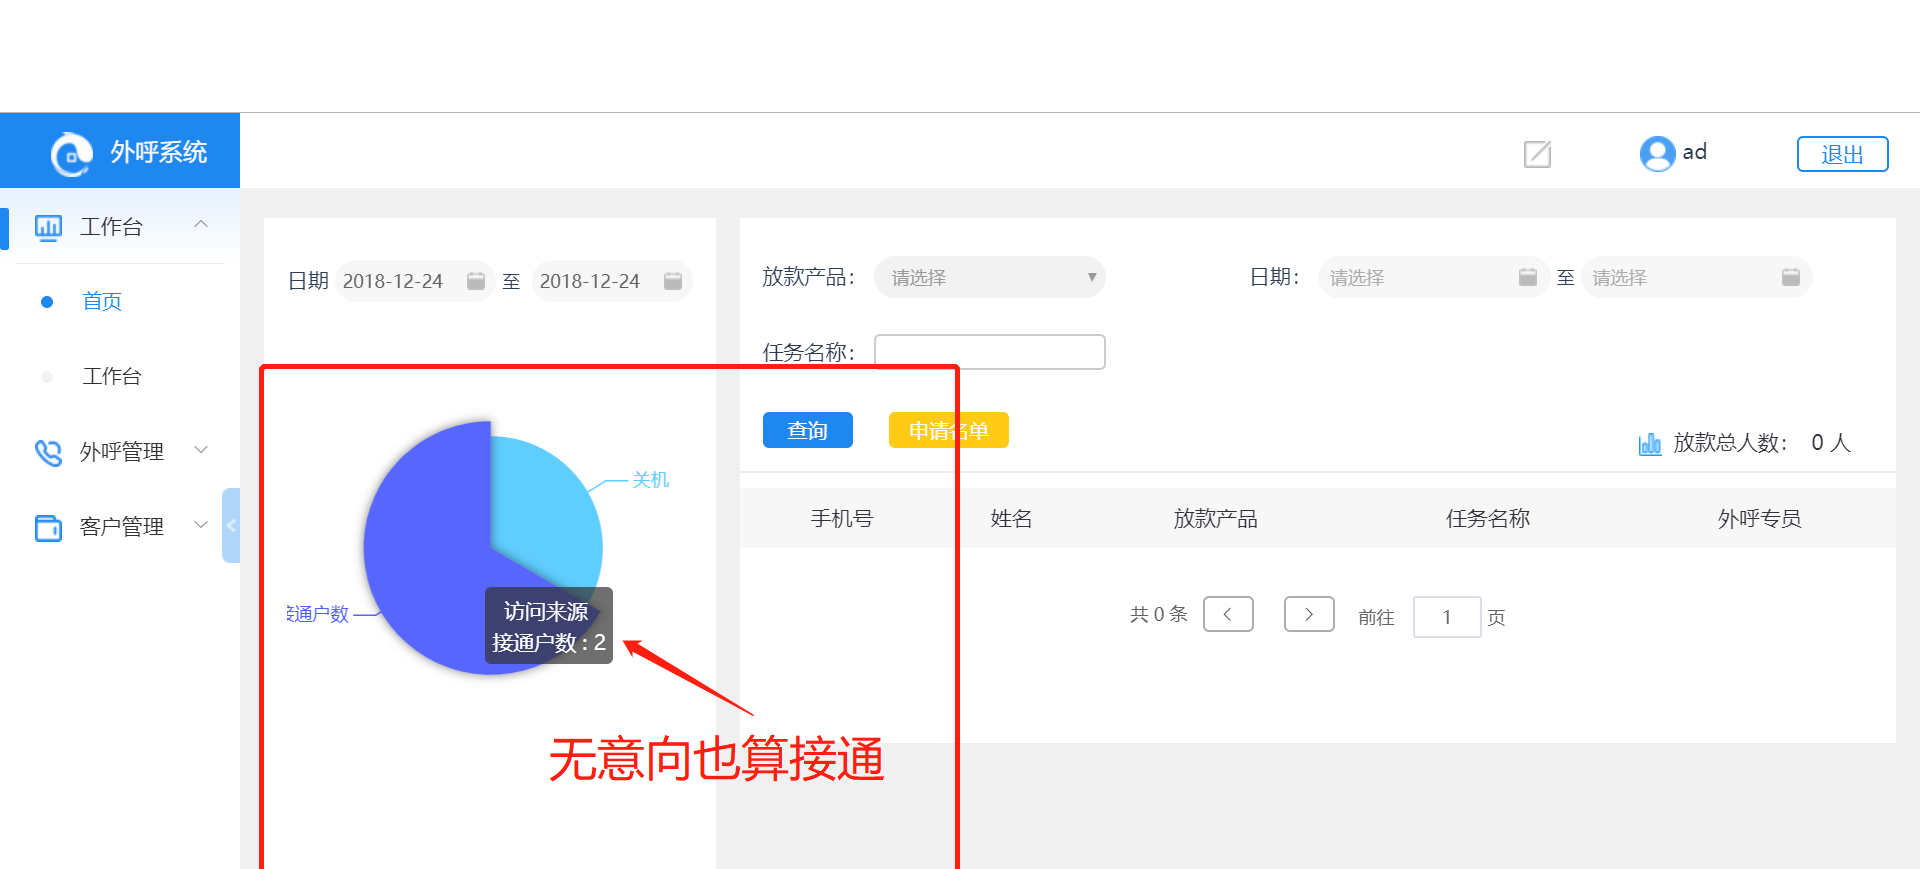 外呼系统
ad
退出
工作台
首页
工作台
外呼管理
客户管理
日期 2018-12-24 至 2018-12-24
关机
接通户数
访问来源
接通户数 : 2
无意向也算接通
放款产品： 请选择 日期： 请选择 至 请选择
任务名称：
查询 申请名单
放款总人数： 0 人
手机号 姓名 放款产品 任务名称 外呼专员
共 0 条 前往 1 页